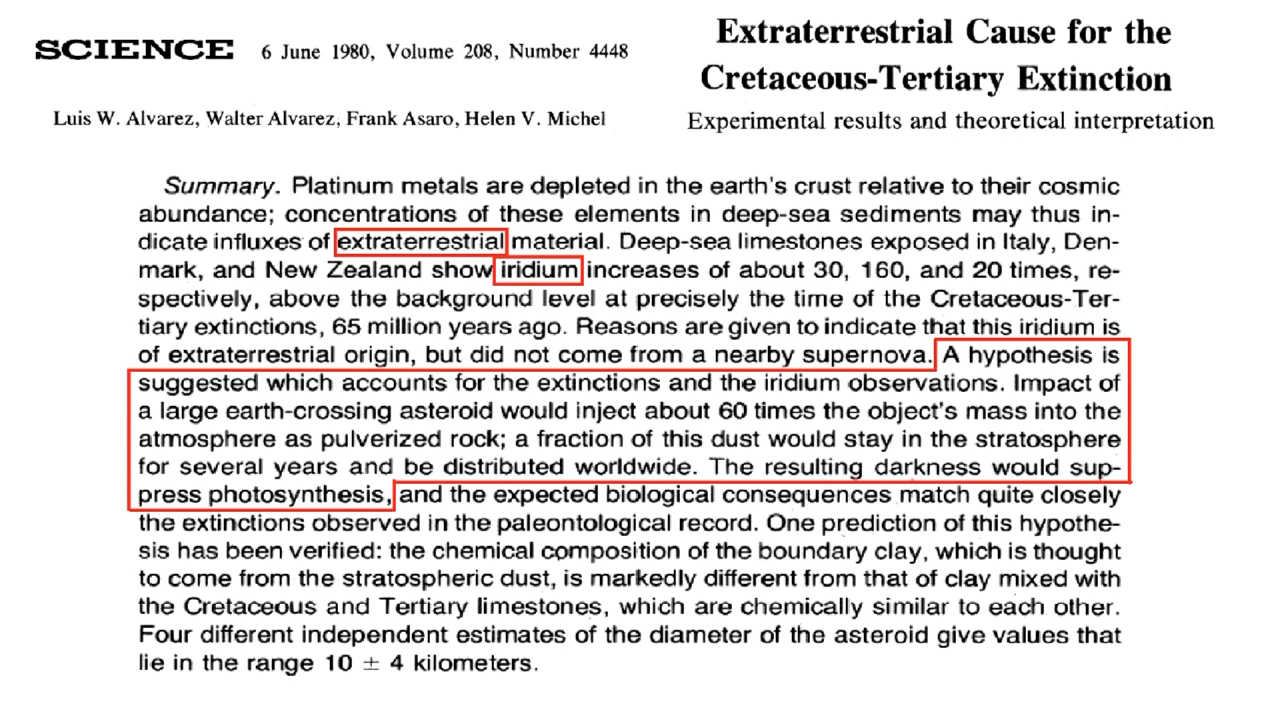 SCIENCE 6 June 1980, Volume 208, Number 4448
Extraterrestrial Cause for the
Cretaceous-Tertiary Extinction
Luis W. Alvarez, Walter Alvarez, Frank Asaro, Helen V. Michel
Experimental results and theoretical interpretation
Summary. Platinum metals are depleted in the earth's crust relative to their cosmic
abundance; concentrations of these elements in deep-sea sediments may thus in-
dicate influxes of extraterrestrial material. Deep-sea limestones exposed in Italy, Den-
mark, and New Zealand show iridium increases of about 30, 160, and 20 times, re-
spectively, above the background level at precisely the time of the Cretaceous-Ter-
tiary extinctions, 65 million years ago. Reasons are given to indicate that this iridium is
of extraterrestrial origin, but did not come from a nearby supernova. A hypothesis is
suggested which accounts for the extinctions and the iridium observations. Impact of
a large earth-crossing asteroid would inject about 60 times the object's mass into the
atmosphere as pulverized rock; a fraction of this dust would stay in the stratosphere
for several years and be distributed worldwide. The resulting darkness would sup-
press photosynthesis, and the expected biological consequences match quite closely
the extinctions observed in the paleontological record. One prediction of this hypothe-
sis has been verified: the chemical composition of the boundary clay, which is thought
to come from the stratospheric dust, is markedly different from that of clay mixed with
the Cretaceous and Tertiary limestones, which are chemically similar to each other.
Four different independent estimates of the diameter of the asteroid give values that
lie in the range 10 ± 4 kilometers.